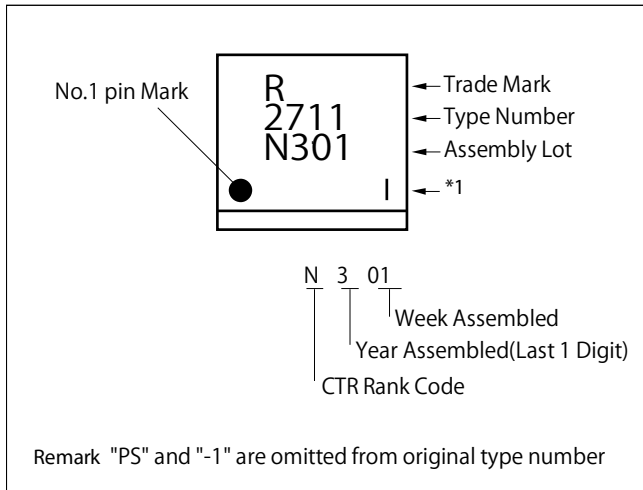 No.1 pin Mark
R
2711
N301
I
Trade Mark
Type Number
Assembly Lot
*1
N 3 01
Week Assembled
Year Assembled(Last 1 Digit)
CTR Rank Code
Remark "PS" and "-1" are omitted from original type number